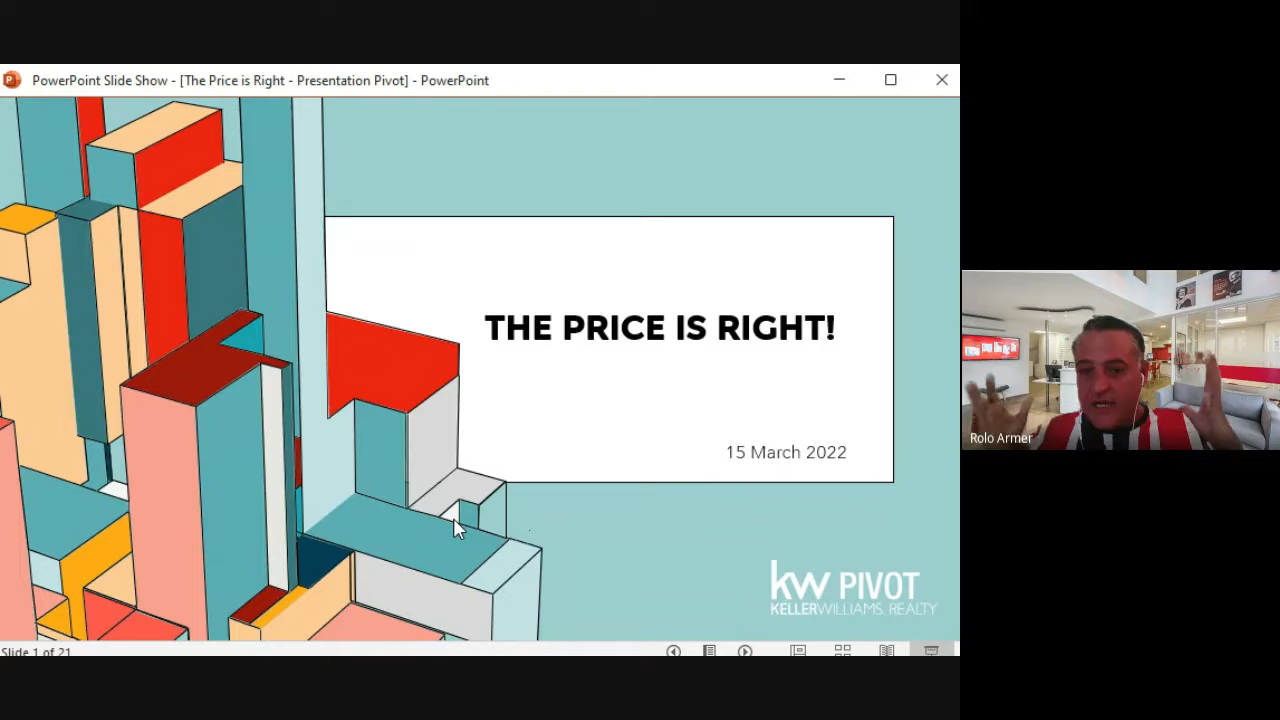 PowerPoint Slide Show - [The Price is Right - Presentation Pivot] - PowerPoint
THE PRICE IS RIGHT!
15 March 2022
kw PIVOT
KELLERWILLIAMS. REALTY
Slide 1 of 21
Rolo Armer